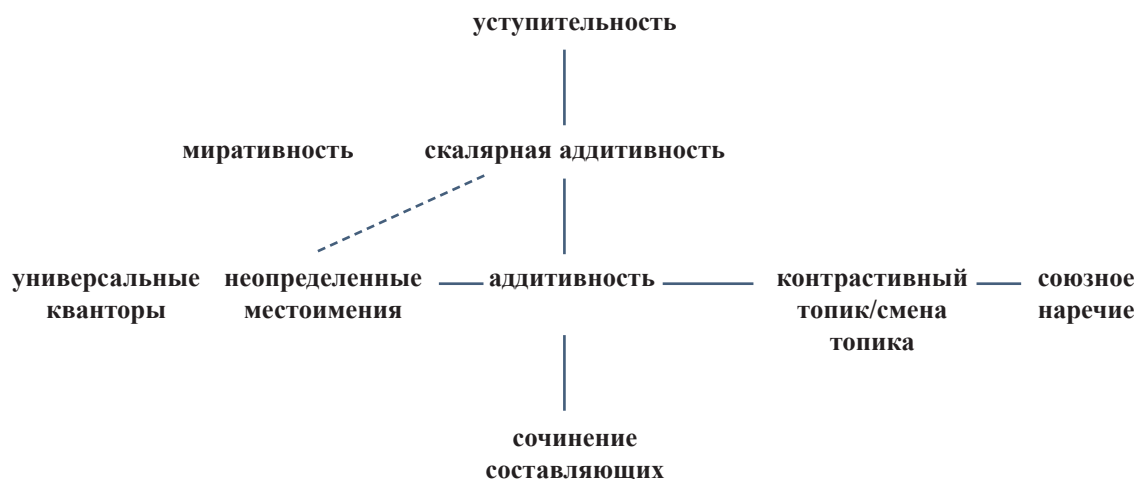 уступительность
миративность скалярная аддитивность
универсальные неопределенные аддитивность контрастивный союзное
кванторы местоимения топик/смена наречие
топика
сочинение
составляющих